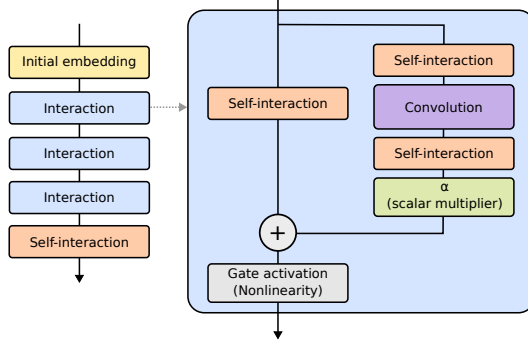 Initial embedding
Interaction
Interaction
Interaction
Self-interaction
Self-interaction
Self-interaction
Convolution
Self-interaction
α
(scalar multiplier)
+
Gate activation
(Nonlinearity)